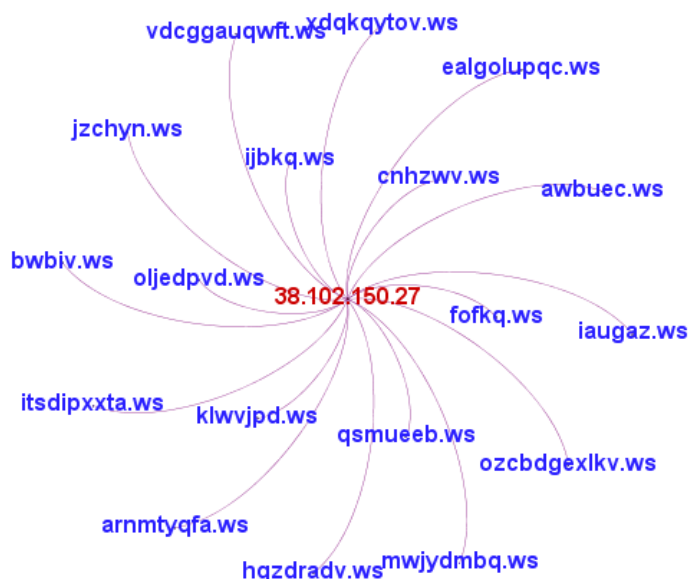 vdcggauqwft.ws
xdqkqytov.ws
ealgolupqc.ws
jzchyn.ws
ijbkq.ws
cnhzwv.ws
awbuec.ws
bwbiv.ws
oljedpvd.ws
38.102.150.27
fofkq.ws
iaugaz.ws
itsdipxxta.ws
klwvjpd.ws
qsmueeb.ws
ozcbdgexlkv.ws
arnmtyqfa.ws
hqzdradv.ws
mwjydmbq.ws